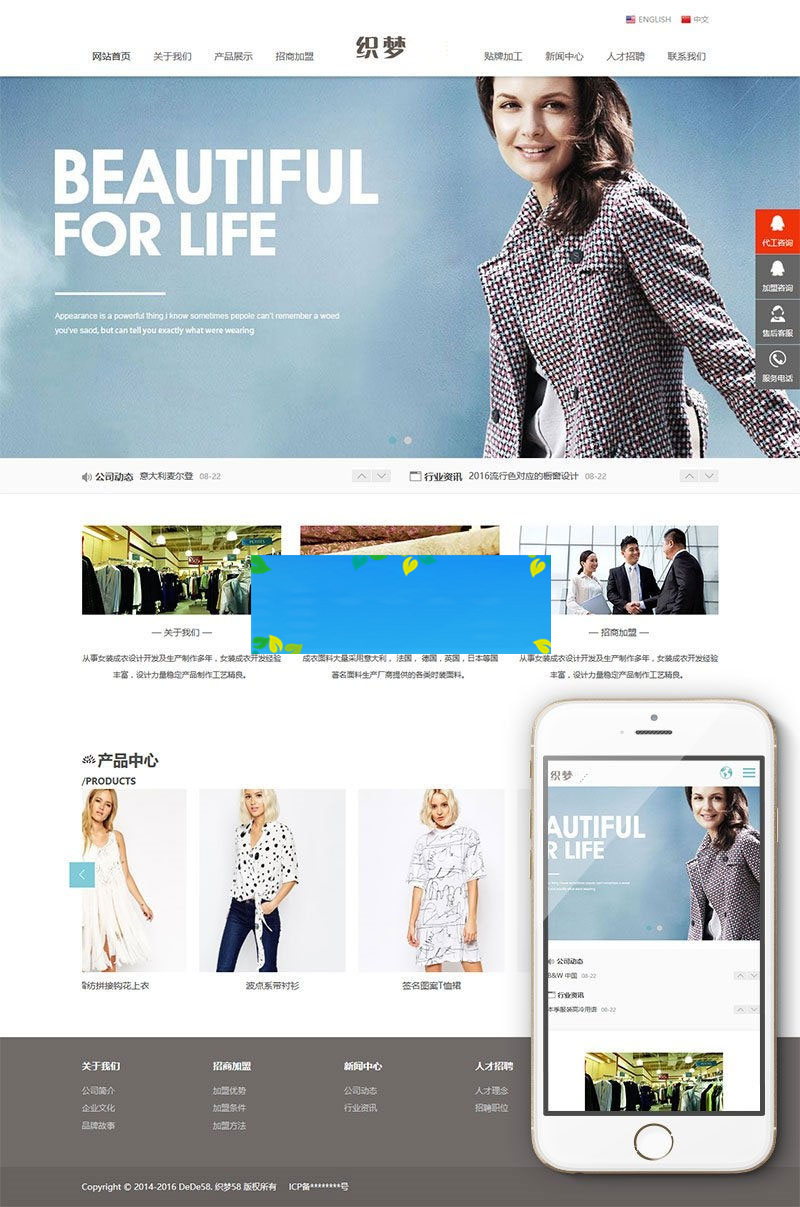 ENGLISH 中文
网站首页 关于我们 产品展示 招商加盟 织梦 贴牌加工 新闻中心 人才招聘 联系我们
BEAUTIFUL
FOR LIFE
Appearance is a powerful thing.I know sometimes pepole can't remember a woed
you've saod, but can tell you exactly what were wearing
代工咨询
加盟咨询
售后客服
服务电话
公司动态 意大利麦尔登 08-22 行业资讯 2016流行色对应的橱窗设计 08-22
PETITES
— 关于我们 — — 招商加盟 —
从事女装成衣设计开发及生产制作多年，女装成衣开发经验 成衣面料大量采用意大利，法国，德国，英国，日本等国 从事女装成衣设计开发及生产制作多年，女装成衣开发经验
丰富，设计力量稳定产品制作工艺精良。 著名面料生产厂商提供的各类时装面料。 丰富，设计力量稳定产品制作工艺精良。
产品中心
/PRODUCTS
纺拼接钩花上衣 波点系带衬衫 签名图案T恤裙
织梦
AUTIFUL
R LIFE
公司动态
B&W 中国 08-22
行业资讯
本季服装高冷用语 08-22
关于我们 招商加盟 新闻中心 人才招聘
公司简介 加盟优势 公司动态 人才理念
企业文化 加盟条件 行业资讯 招聘职位
品牌故事 加盟方法
Copyright © 2014-2016 DeDe58. 织梦58 版权所有 ICP备********号